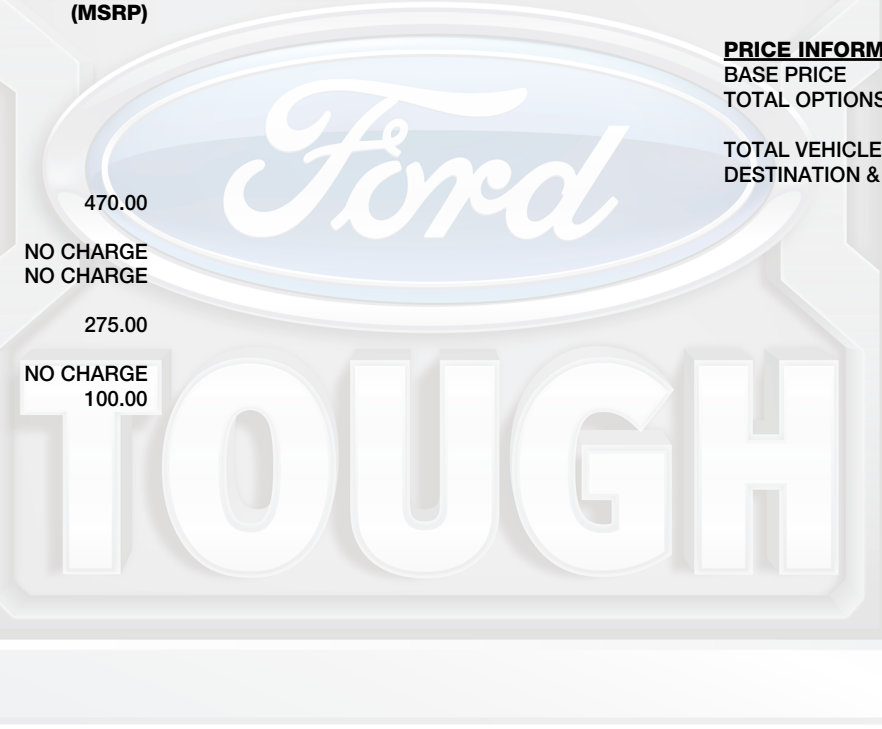 (MSRP)
470.00
NO CHARGE
NO CHARGE
275.00
NO CHARGE
100.00
PRICE INFORM
BASE PRICE
TOTAL OPTIONS
TOTAL VEHICLE
DESTINATION &
Ford
TOUGH